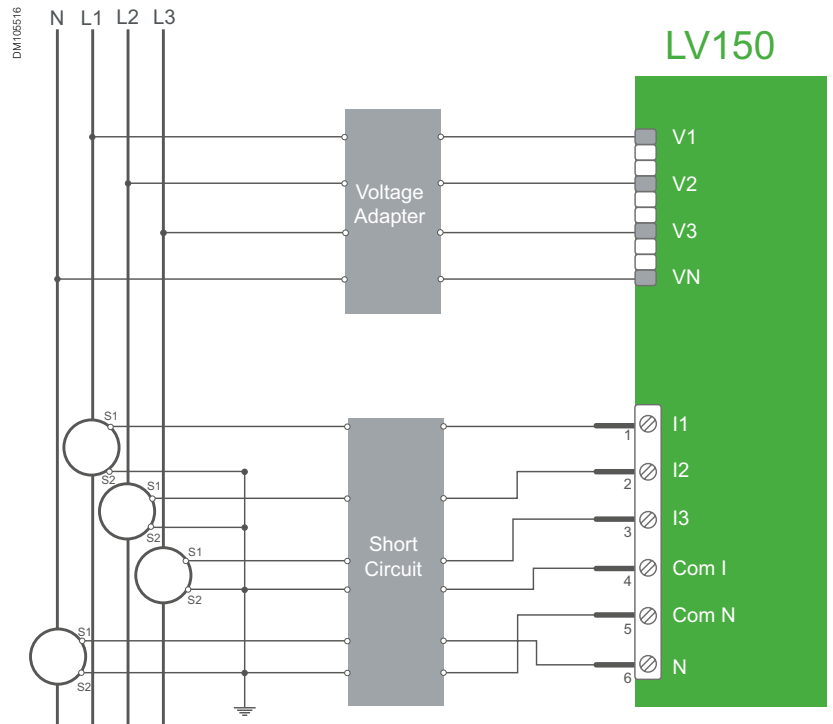 DM105516
N L1 L2 L3
LV150
V1
V2
V3
VN
Voltage
Adapter
S1
S2
S1
S2
S1
S2
S1
S2
Short
Circuit
1 I1
2 I2
3 I3
4 Com I
5 Com N
6 N